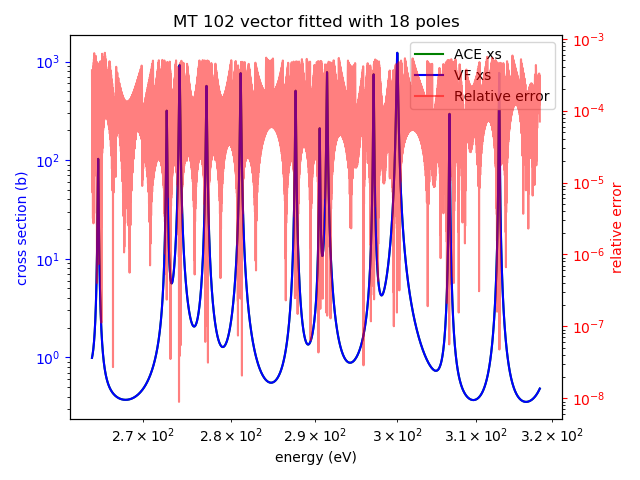 MT 102 vector fitted with 18 poles
ACE xs
VF xs
Relative error
cross section (b)
10³
10²
10¹
10⁰
relative error
10⁻³
10⁻⁴
10⁻⁵
10⁻⁶
10⁻⁷
10⁻⁸
2.7 × 10² 2.8 × 10² 2.9 × 10² 3 × 10² 3.1 × 10² 3.2 × 10²
energy (eV)